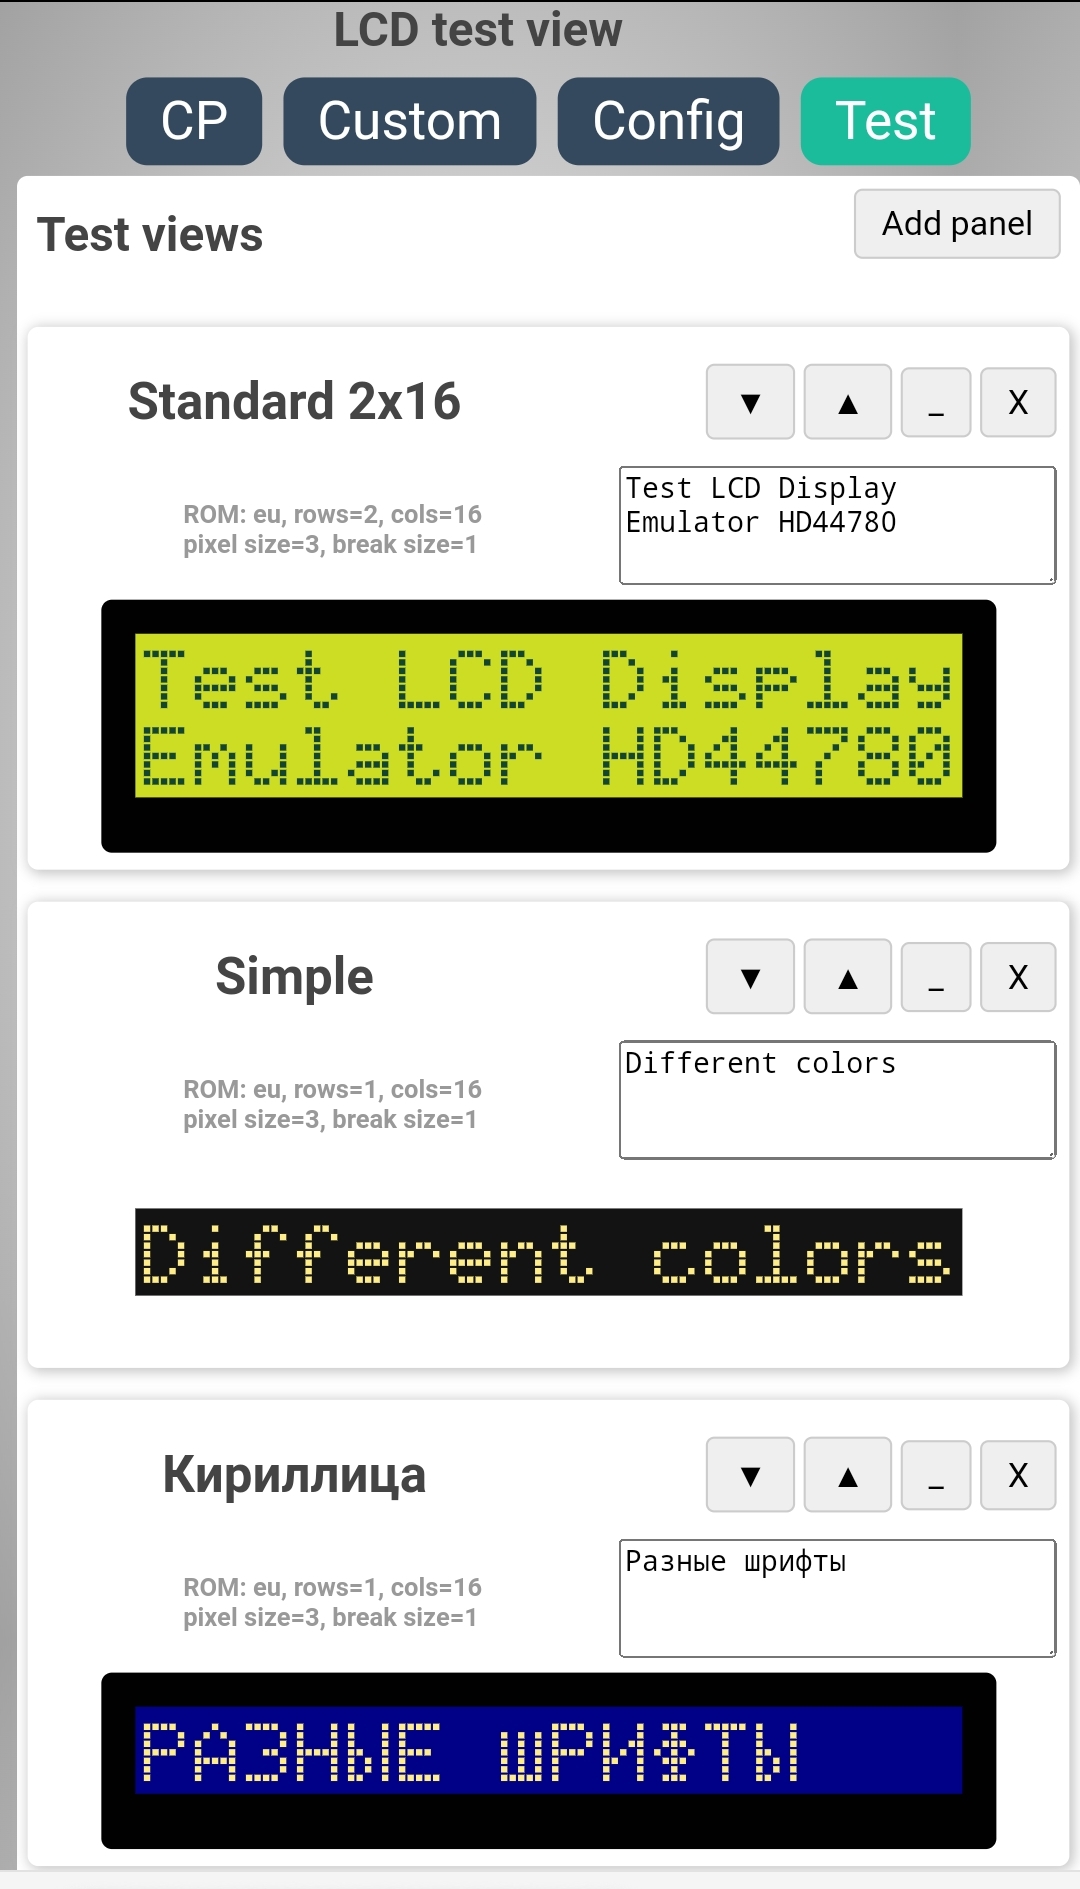 LCD test view
CP Custom Config Test
Test views
Add panel
Standard 2x16
▼ ▲ _ X
ROM: eu, rows=2, cols=16
pixel size=3, break size=1
Test LCD Display
Emulator HD44780
Test LCD Display
Emulator HD44780
Simple
▼ ▲ _ X
ROM: eu, rows=1, cols=16
pixel size=3, break size=1
Different colors
Different colors
Кириллица
▼ ▲ _ X
ROM: eu, rows=1, cols=16
pixel size=3, break size=1
Разные шрифты
РАЗНЫЕ шРИФТЫ